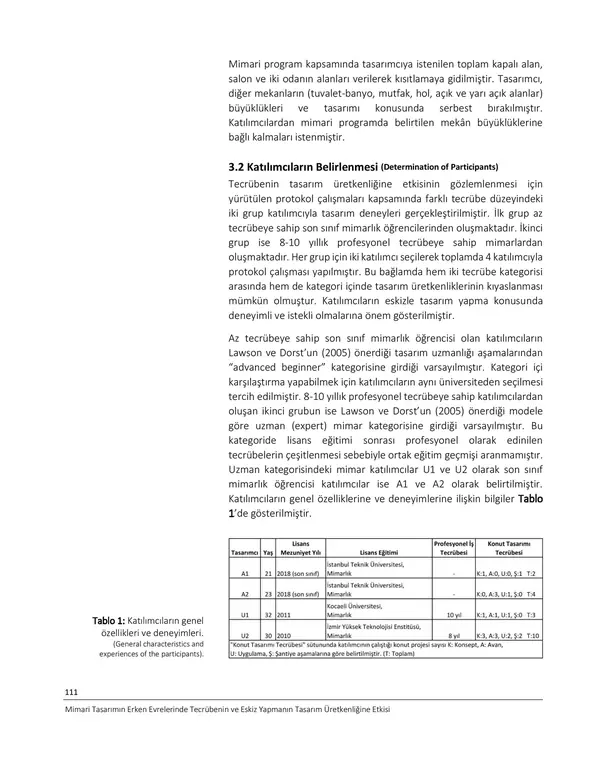 Mimari program kapsamında tasarımcıya istenilen toplam kapalı alan,
salon ve iki odanın alanları verilerek kısıtlamaya gidilmiştir. Tasarımcı,
diğer mekanların (tuvalet-banyo, mutfak, hol, açık ve yarı açık alanlar)
büyüklükleri ve tasarımı konusunda serbest bırakılmıştır.
Katılımcılardan mimari programda belirtilen mekân büyüklüklerine
bağlı kalmaları istenmiştir.
3.2 Katılımcıların Belirlenmesi (Determination of Participants)
Tecrübenin tasarım üretkenliğine etkisinin gözlemlenmesi için
yürütülen protokol çalışmaları kapsamında farklı tecrübe düzeyindeki
iki grup katılımcıyla tasarım deneyleri gerçekleştirilmiştir. İlk grup az
tecrübeye sahip son sınıf mimarlık öğrencilerinden oluşmaktadır. İkinci
grup ise 8-10 yıllık profesyonel tecrübeye sahip mimarlardan
oluşmaktadır. Her grup için iki katılımcı seçilerek toplamda 4 katılımcıyla
protokol çalışması yapılmıştır. Bu bağlamda hem iki tecrübe kategorisi
arasında hem de kategori içinde tasarım üretkenliklerinin kıyaslanması
mümkün olmuştur. Katılımcıların eskizle tasarım yapma konusunda
deneyimli ve istekli olmalarına önem gösterilmiştir.
Az tecrübeye sahip son sınıf mimarlık öğrencisi olan katılımcıların
Lawson ve Dorst’un (2005) önerdiği tasarım uzmanlığı aşamalarından
“advanced beginner” kategorisine girdiği varsayılmıştır. Kategori içi
karşılaştırma yapabilmek için katılımcıların aynı üniversiteden seçilmesi
tercih edilmiştir. 8-10 yıllık profesyonel tecrübeye sahip katılımcılardan
oluşan ikinci grubun ise Lawson ve Dorst’un (2005) önerdiği modele
göre uzman (expert) mimar kategorisine girdiği varsayılmıştır. Bu
kategoride lisans eğitimi sonrası profesyonel olarak edinilen
tecrübelerin çeşitlenmesi sebebiyle ortak eğitim geçmişi aranmamıştır.
Uzman kategorisindeki mimar katılımcılar U1 ve U2 olarak son sınıf
mimarlık öğrencisi katılımcılar ise A1 ve A2 olarak belirtilmiştir.
Katılımcıların genel özelliklerine ve deneyimlerine ilişkin bilgiler Tablo
1’de gösterilmiştir.
Tasarımcı Yaş Lisans Mezuniyet Yılı Lisans Eğitimi Profesyonel İş Tecrübesi Konut Tasarımı Tecrübesi
A1 21 2018 (son sınıf) İstanbul Teknik Üniversitesi, Mimarlık - K:1, A:0, U:0, Ş:1 T:2
A2 23 2018 (son sınıf) İstanbul Teknik Üniversitesi, Mimarlık - K:0, A:3, U:1, Ş:0 T:4
U1 32 2011 Kocaeli Üniversitesi, Mimarlık 10 yıl K:1, A:1, U:1, Ş:0 T:3
U2 30 2010 İzmir Yüksek Teknolojisi Enstitüsü, Mimarlık 8 yıl K:3, A:3, U:2, Ş:2 T:10
"Konut Tasarımı Tecrübesi" sütununda katılımcının çalıştığı konut projesi sayısı K: Konsept, A: Avan,
U: Uygulama, Ş: Şantiye aşamalarına göre belirtilmiştir. (T: Toplam)
Tablo 1: Katılımcıların genel
özellikleri ve deneyimleri.
(General characteristics and
experiences of the participants).
111
Mimari Tasarımın Erken Evrelerinde Tecrübenin ve Eskiz Yapmanın Tasarım Üretkenliğine Etkisi